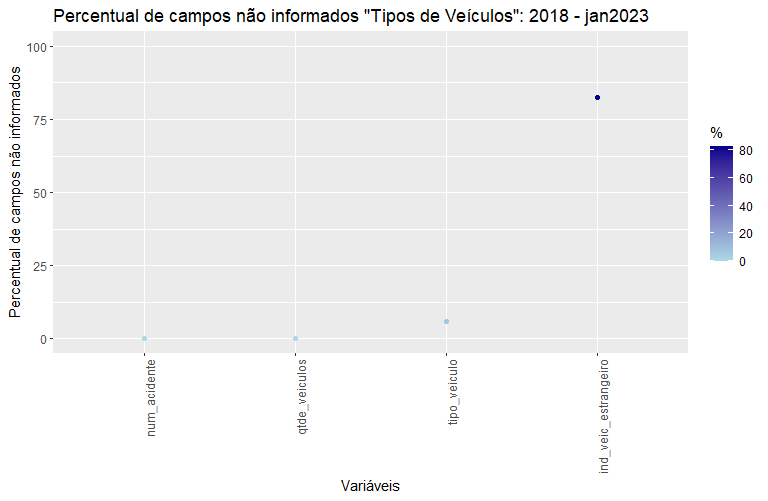 Percentual de campos não informados "Tipos de Veículos": 2018 - jan2023
Percentual de campos não informados
100
75
50
25
0
num_acidente
qtde_veiculos
tipo_veiculo
ind_veic_estrangeiro
Variáveis
%
80
60
40
20
0